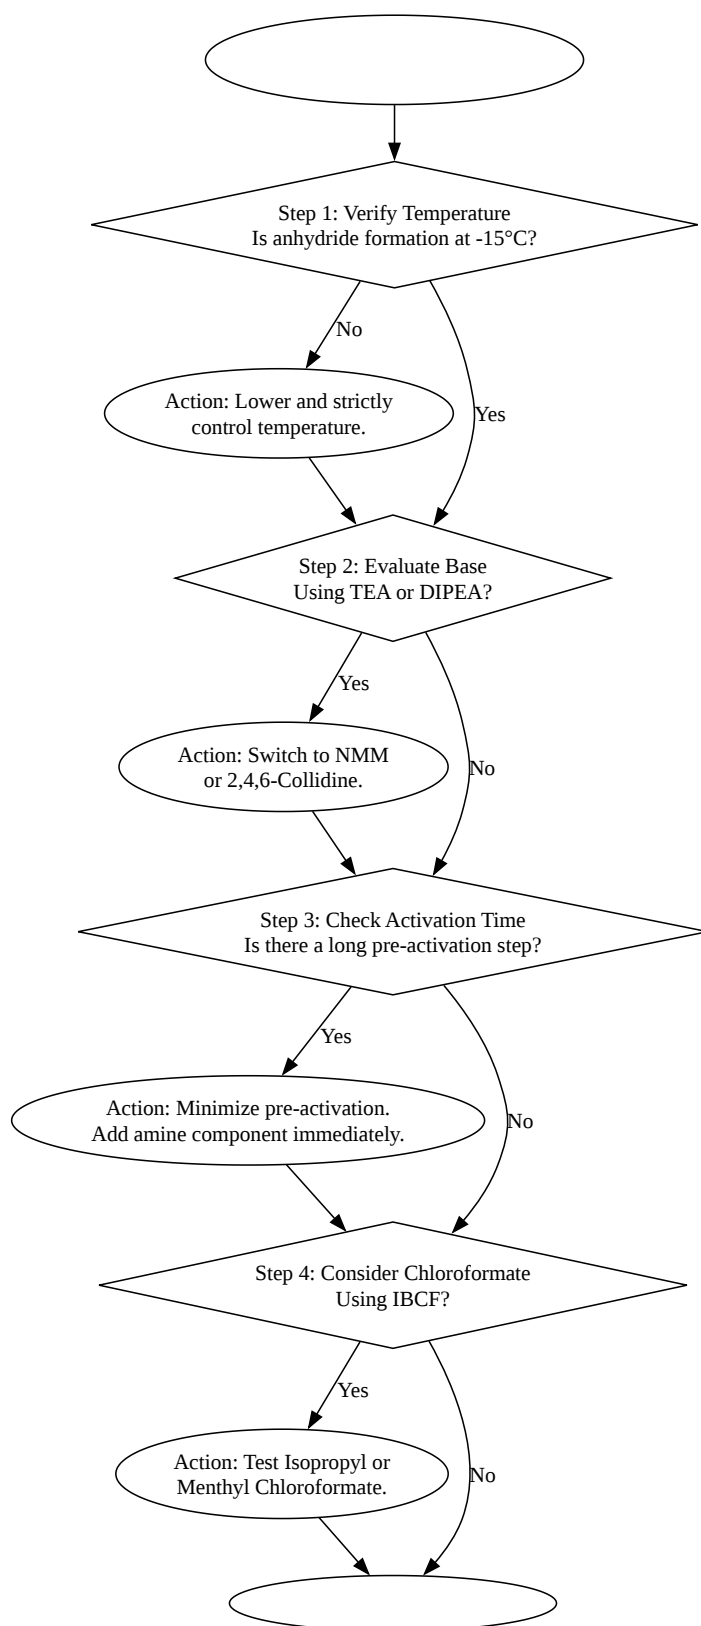 Step 1: Verify Temperature
Is anhydride formation at -15°C?
No
Action: Lower and strictly
control temperature.
Yes
Step 2: Evaluate Base
Using TEA or DIPEA?
Yes
Action: Switch to NMM
or 2,4,6-Collidine.
No
Step 3: Check Activation Time
Is there a long pre-activation step?
Yes
Action: Minimize pre-activation.
Add amine component immediately.
No
Step 4: Consider Chloroformate
Using IBCF?
Yes
Action: Test Isopropyl or
Menthyl Chloroformate.
No